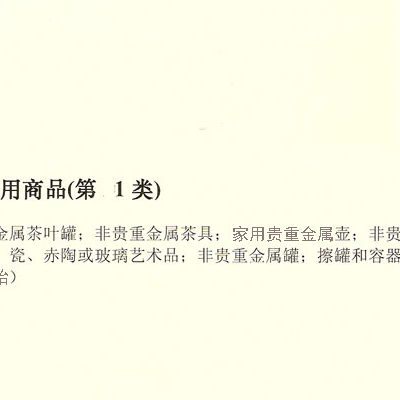 用商品(第 1 类)
金属茶叶罐；非贵重金属茶具；家用贵重金属壶；非贵
瓷、赤陶或玻璃艺术品；非贵重金属罐；擦罐和容器